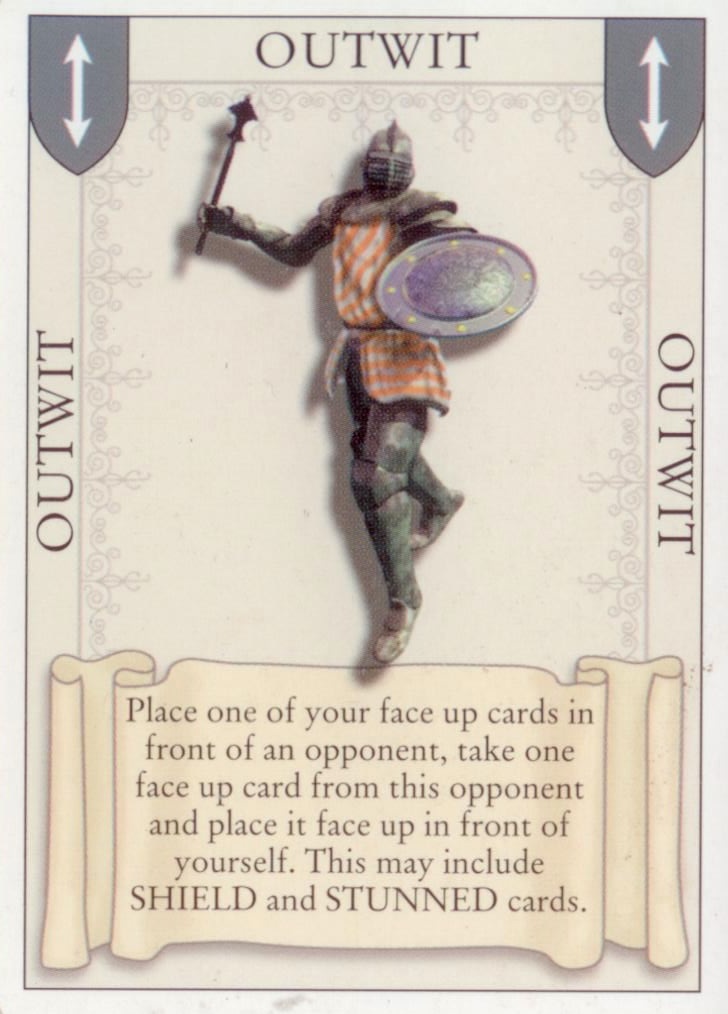 OUTWIT
OUTWIT
OUTWIT
Place one of your face up cards in
front of an opponent, take one
face up card from this opponent
and place it face up in front of
yourself. This may include
SHIELD and STUNNED cards.